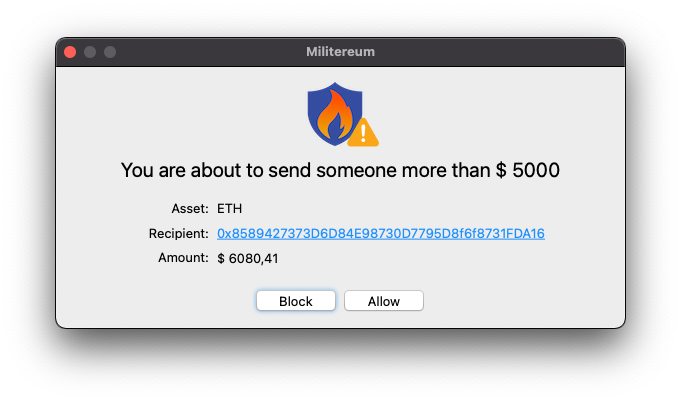 Militereum
You are about to send someone more than $ 5000
Asset: ETH
Recipient: 0x8589427373D6D84E98730D7795D8f6f8731FDA16
Amount: $ 6080,41
Block Allow